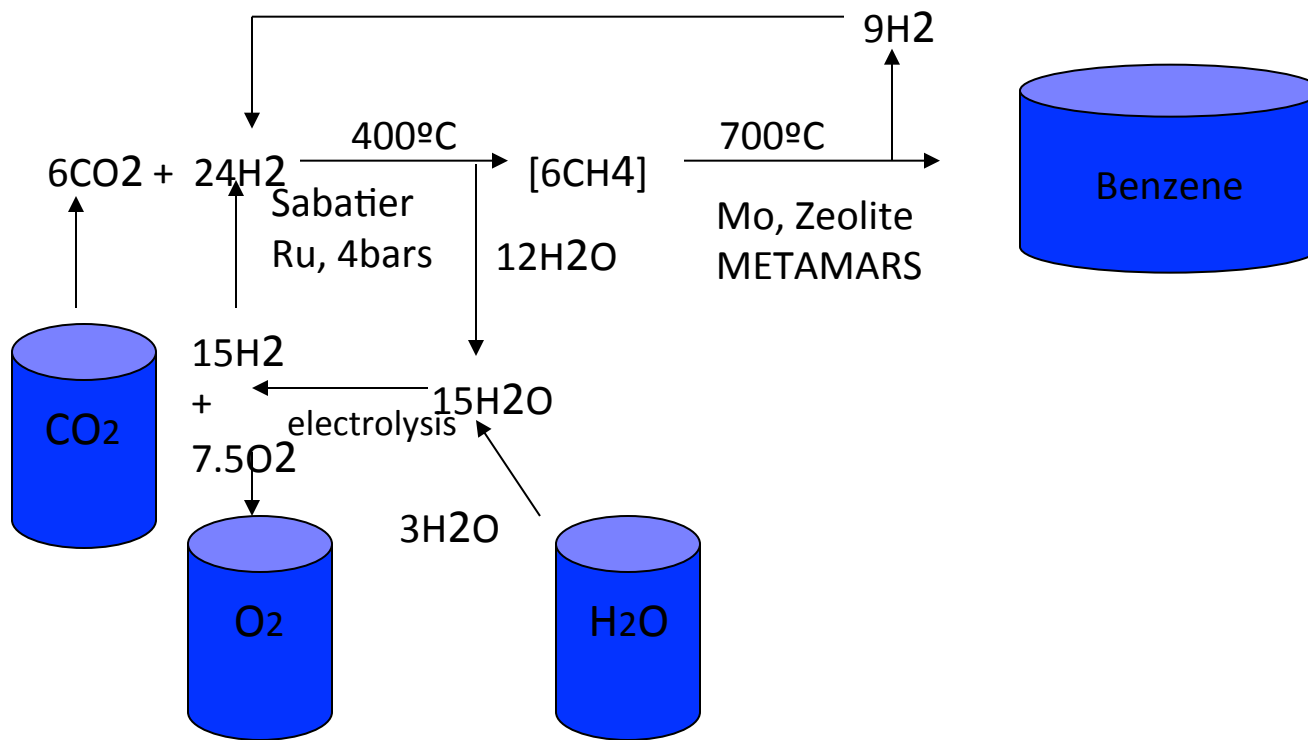 9H2
400ºC
700ºC
6CO2 + 24H2
[6CH4]
Benzene
Sabatier
Ru, 4bars
Mo, Zeolite
METAMARS
12H2O
15H2
+
7.5O2
electrolysis
15H2O
CO2
3H2O
O2
H2O